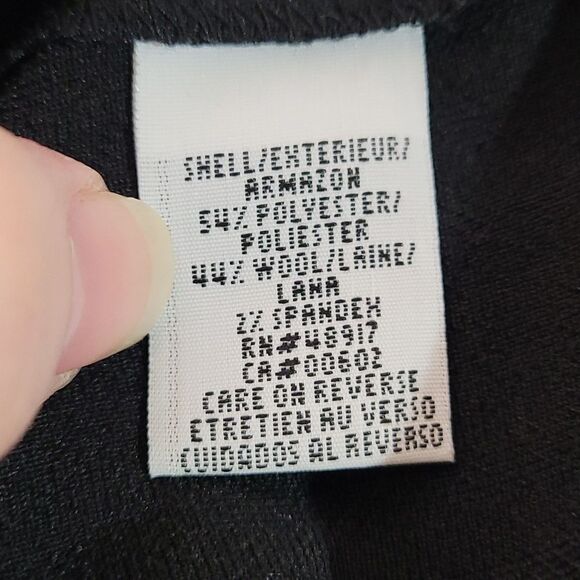 SHELL/EXTERIEUR/
ARMAZON
54% POLYESTER/
POLIESTER
44% WOOL/LAINE/
LANA
2% SPANDEX
RN# 48917
CA# 00602
CARE ON REVERSE
ETRETIEN AU VERSO
CUIDADOS AL REVERSO